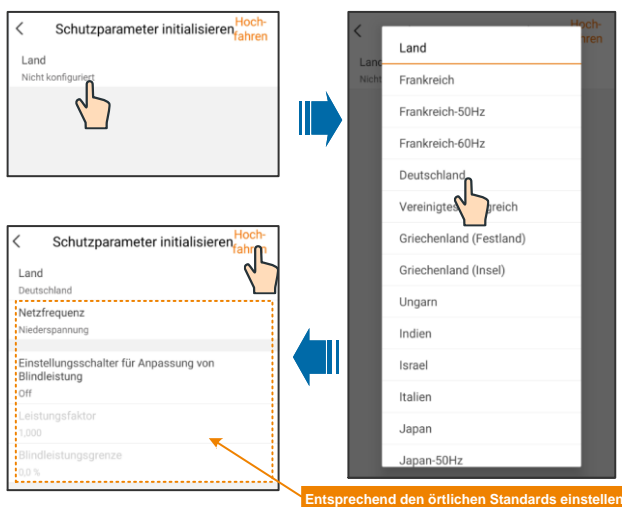 Schutzparameter initialisieren
Hoch-
fahren
Land
Nicht konfiguriert
Land
Frankreich
Frankreich-50Hz
Frankreich-60Hz
Deutschland
Griechenland (Festland)
Griechenland (Insel)
Ungarn
Indien
Israel
Italien
Japan
Japan-50Hz
Schutzparameter initialisieren
Hoch-
Land
Deutschland
Netzfrequenz
Niederspannung
Einstellungsschalter für Anpassung von
Blindleistung
Off
Leistungsfaktor
1,000
Blindleistungsgrenze
0,0 %
Entsprechend den örtlichen Standards einstellen